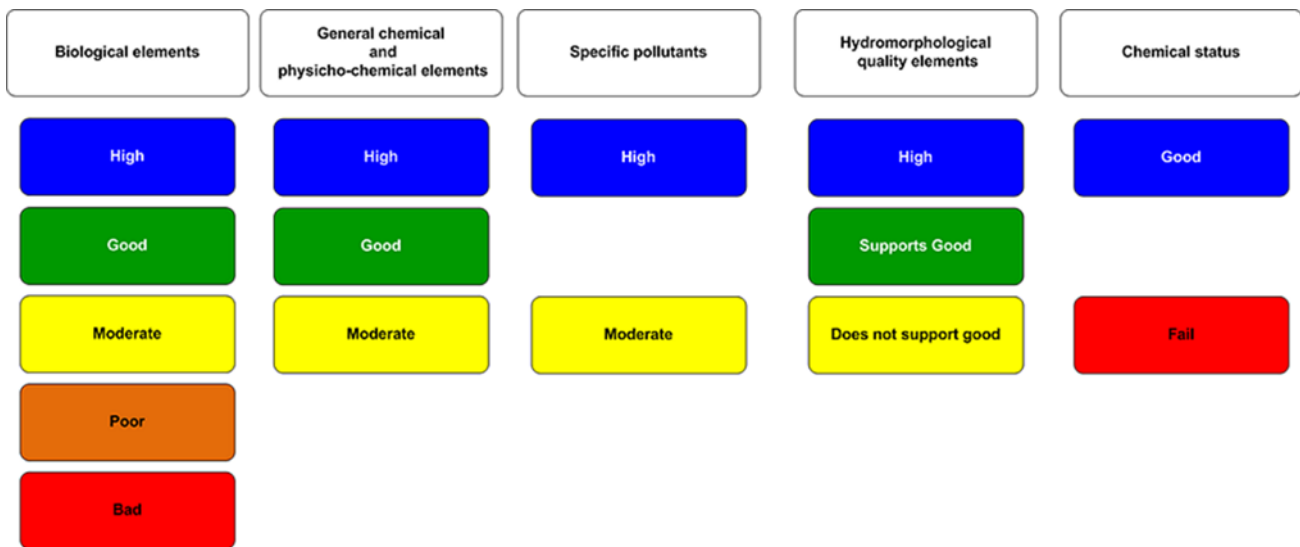 Biological elements
General chemical
and
physicho-chemical elements
Specific pollutants
Hydromorphological
quality elements
Chemical status
High
High
High
High
Good
Good
Good
Supports Good
Moderate
Moderate
Moderate
Does not support good
Fail
Poor
Bad